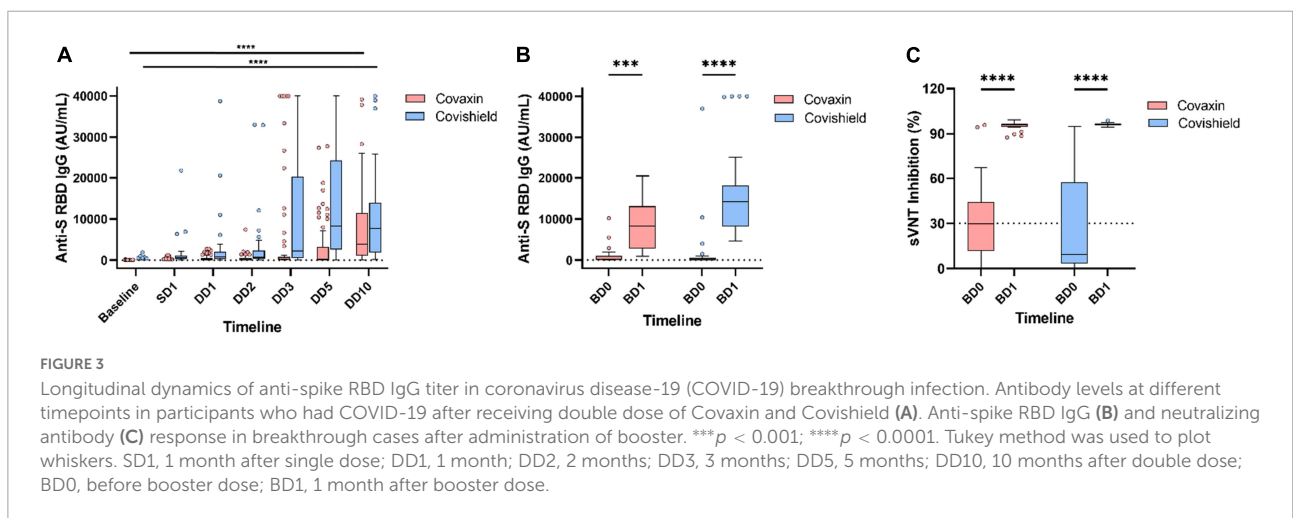 A
****
****
Anti-S RBD IgG (AU/mL)
40000
30000
20000
10000
0
Baseline
SD1
DD1
DD2
DD3
DD5
DD10
Timeline
Covaxin
Covishield
B
***
****
Anti-S RBD IgG (AU/mL)
40000
30000
20000
10000
0
BD0
BD1
BD0
BD1
Timeline
Covaxin
Covishield
C
****
****
sVNT Inhibition (%)
120
90
60
30
0
BD0
BD1
BD0
BD1
Timeline
Covaxin
Covishield
FIGURE 3
Longitudinal dynamics of anti-spike RBD IgG titer in coronavirus disease-19 (COVID-19) breakthrough infection. Antibody levels at different
timepoints in participants who had COVID-19 after receiving double dose of Covaxin and Covishield (A). Anti-spike RBD IgG (B) and neutralizing
antibody (C) response in breakthrough cases after administration of booster. ***p < 0.001; ****p < 0.0001. Tukey method was used to plot
whiskers. SD1, 1 month after single dose; DD1, 1 month; DD2, 2 months; DD3, 3 months; DD5, 5 months; DD10, 10 months after double dose;
BD0, before booster dose; BD1, 1 month after booster dose.